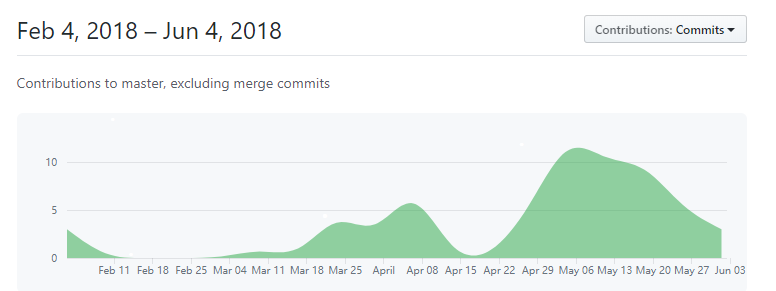 Feb 4, 2018 – Jun 4, 2018
Contributions: Commits
Contributions to master, excluding merge commits
10
5
0
Feb 11 Feb 18 Feb 25 Mar 04 Mar 11 Mar 18 Mar 25 April Apr 08 Apr 15 Apr 22 Apr 29 May 06 May 13 May 20 May 27 Jun 03